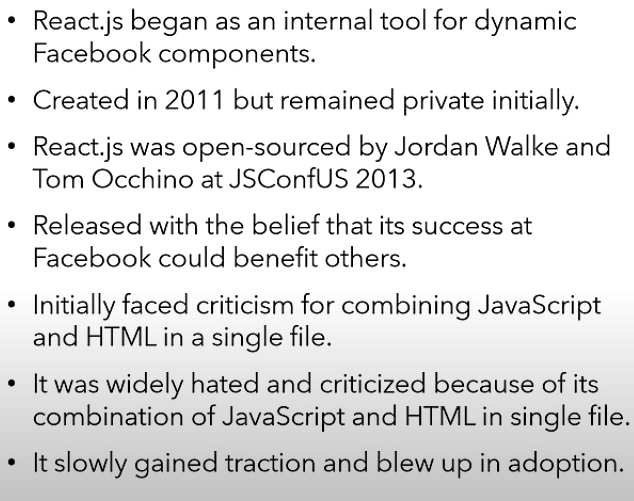 • React.js began as an internal tool for dynamic
Facebook components.
• Created in 2011 but remained private initially.
• React.js was open-sourced by Jordan Walke and
Tom Occhino at JSConfUS 2013.
• Released with the belief that its success at
Facebook could benefit others.
• Initially faced criticism for combining JavaScript
and HTML in a single file.
• It was widely hated and criticized because of its
combination of JavaScript and HTML in single file.
• It slowly gained traction and blew up in adoption.